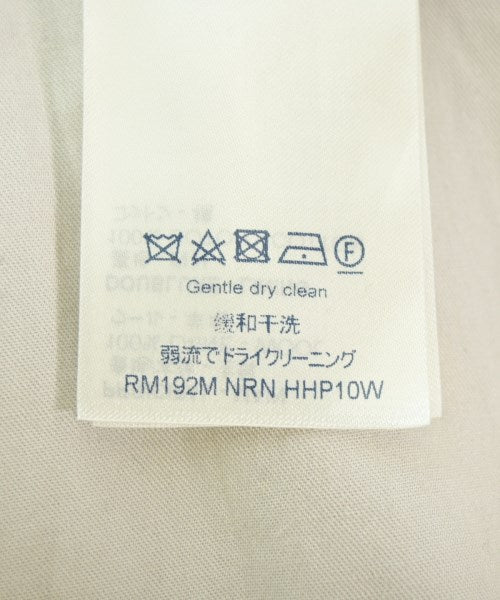 F
Gentle dry clean
缓和干洗
弱流でドライクリーニング
RM192M NRN HHP10W